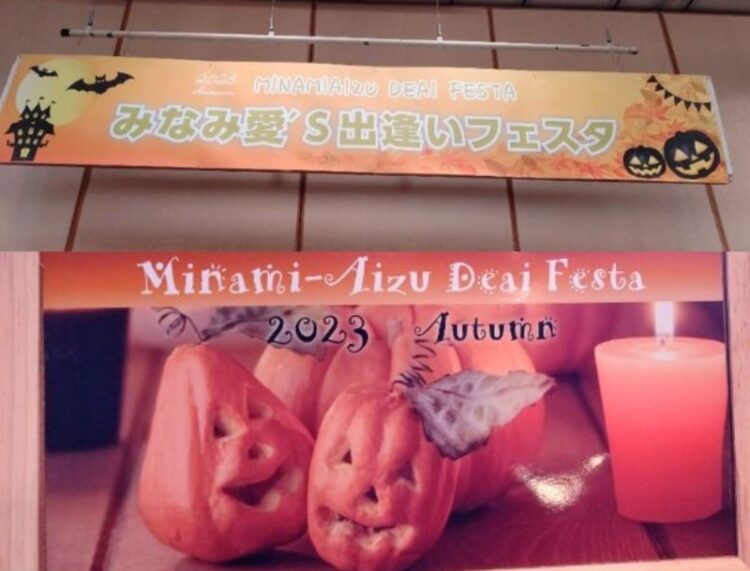 2023
Autumn
MINAMIAIZU DEAI FESTA
みなみ愛'S出逢いフェスタ
Minami-Aizu Deai Festa
2023 Autumn